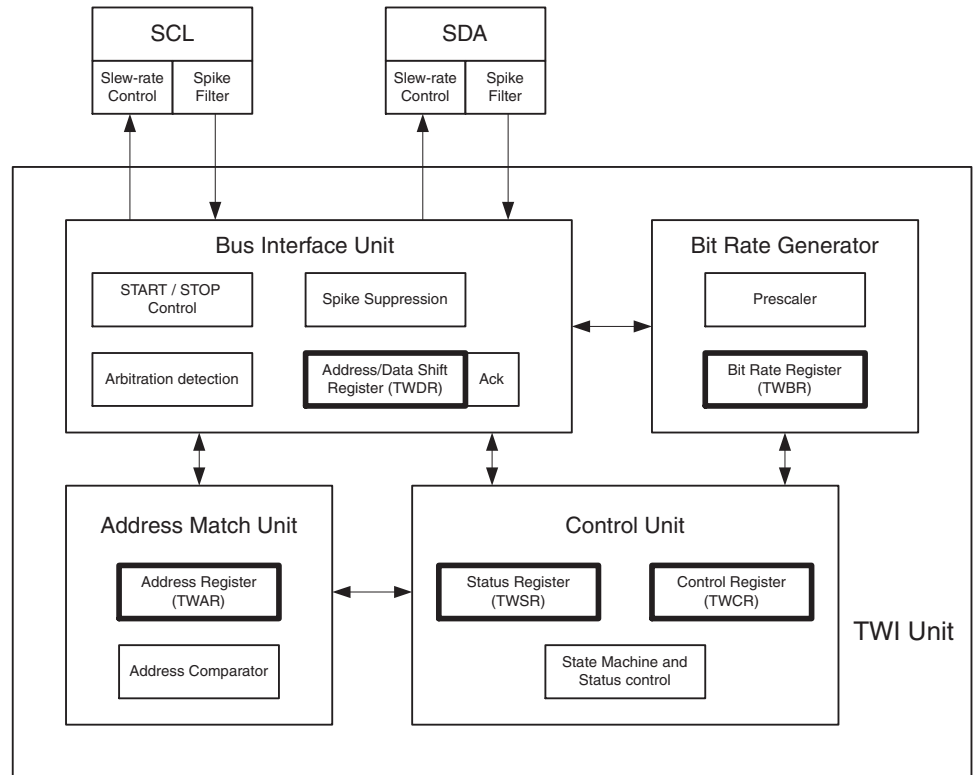 SCL
SDA
Slew-rate
Control
Spike
Filter
Slew-rate
Control
Spike
Filter
Bus Interface Unit
START / STOP
Control
Spike Suppression
Arbitration detection
Address/Data Shift
Register (TWDR)
Ack
Bit Rate Generator
Prescaler
Bit Rate Register
(TWBR)
Address Match Unit
Address Register
(TWAR)
Address Comparator
Control Unit
Status Register
(TWSR)
Control Register
(TWCR)
State Machine and
Status control
TWI Unit